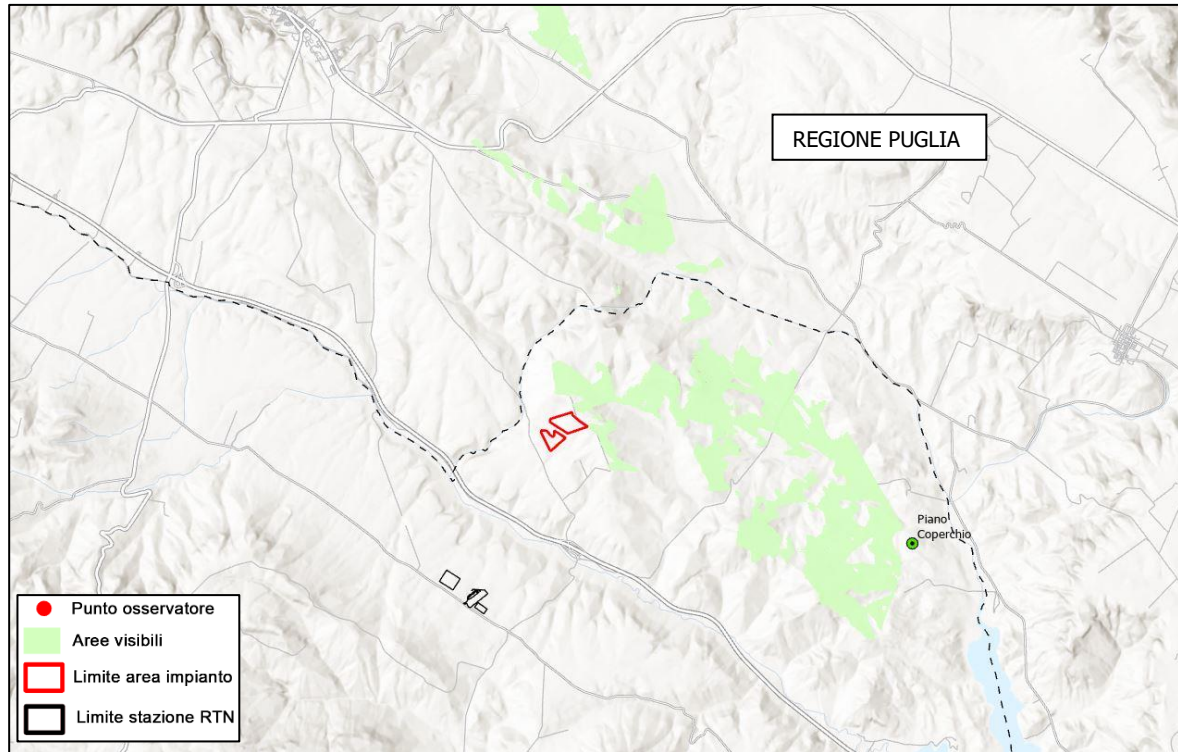 REGIONE PUGLIA
Piano
Coperchio
Punto osservatore
Aree visibili
Limite area impianto
Limite stazione RTN